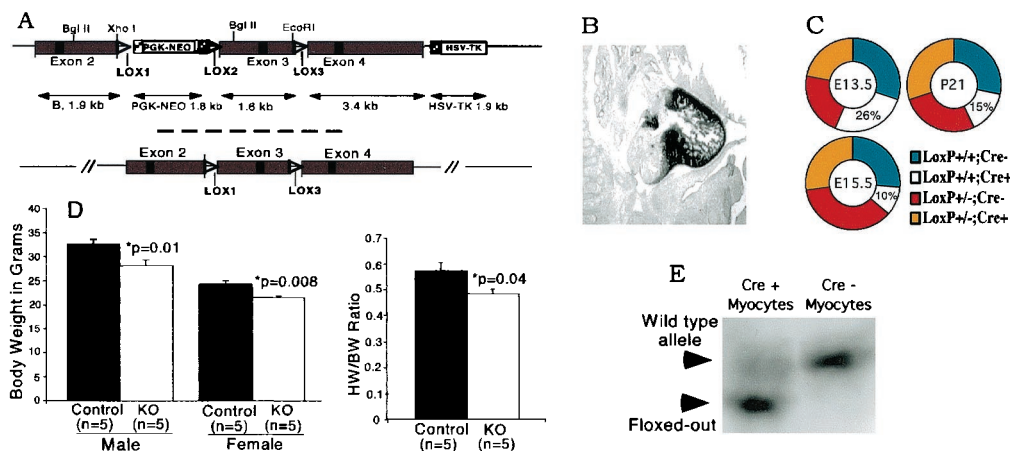 A
Bgl II
Xho I
Bgl II
EcoRI
PGK-NEO
HSV-TK
Exon 2
Exon 3
Exon 4
LOX1
LOX2
LOX3
B, 1.9 kb
PGK-NEO 1.8 kb
1.6 kb
3.4 kb
HSV-TK 1.9 kb
Exon 2
Exon 3
Exon 4
LOX1
LOX3
B
C
E13.5
26%
P21
15%
E15.5
10%
LoxP+/+;Cre-
LoxP+/+;Cre+
LoxP+/-;Cre-
LoxP+/-;Cre+
D
Body Weight in Grams
40
35
30
25
20
15
10
5
0
*p=0.01
*p=0.008
Control
(n=5)
KO
(n=5)
Male
Control
(n=5)
KO
(n=5)
Female
HW/BW Ratio
0.7
0.6
0.5
0.4
0.3
0.2
0.1
0
*p=0.04
Control
(n=5)
KO
(n=5)
E
Cre +
Myocytes
Cre -
Myocytes
Wild type
allele
Floxed-out